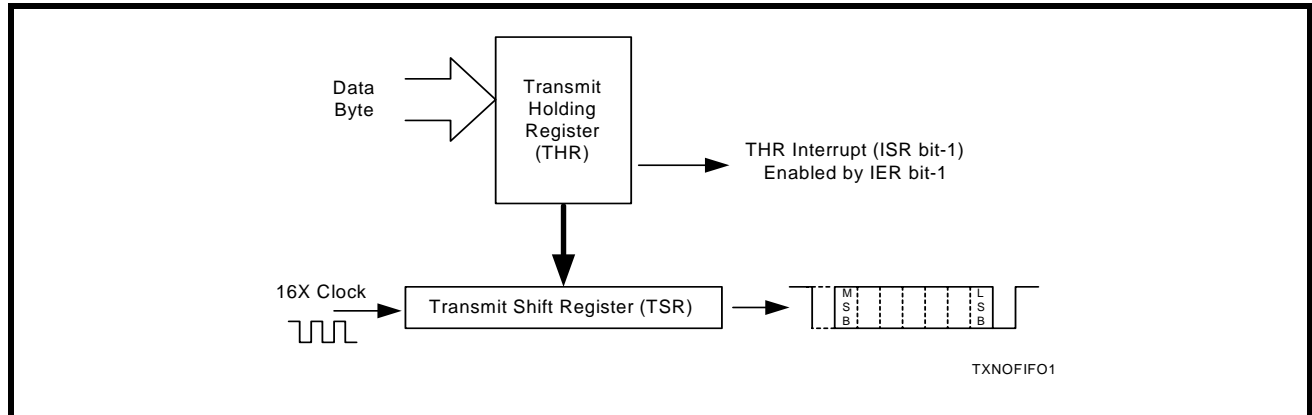 Data
Byte
Transmit
Holding
Register
(THR)
THR Interrupt (ISR bit-1)
Enabled by IER bit-1
16X Clock
Transmit Shift Register (TSR)
M
S
B
L
S
B
TXNOFIFO1